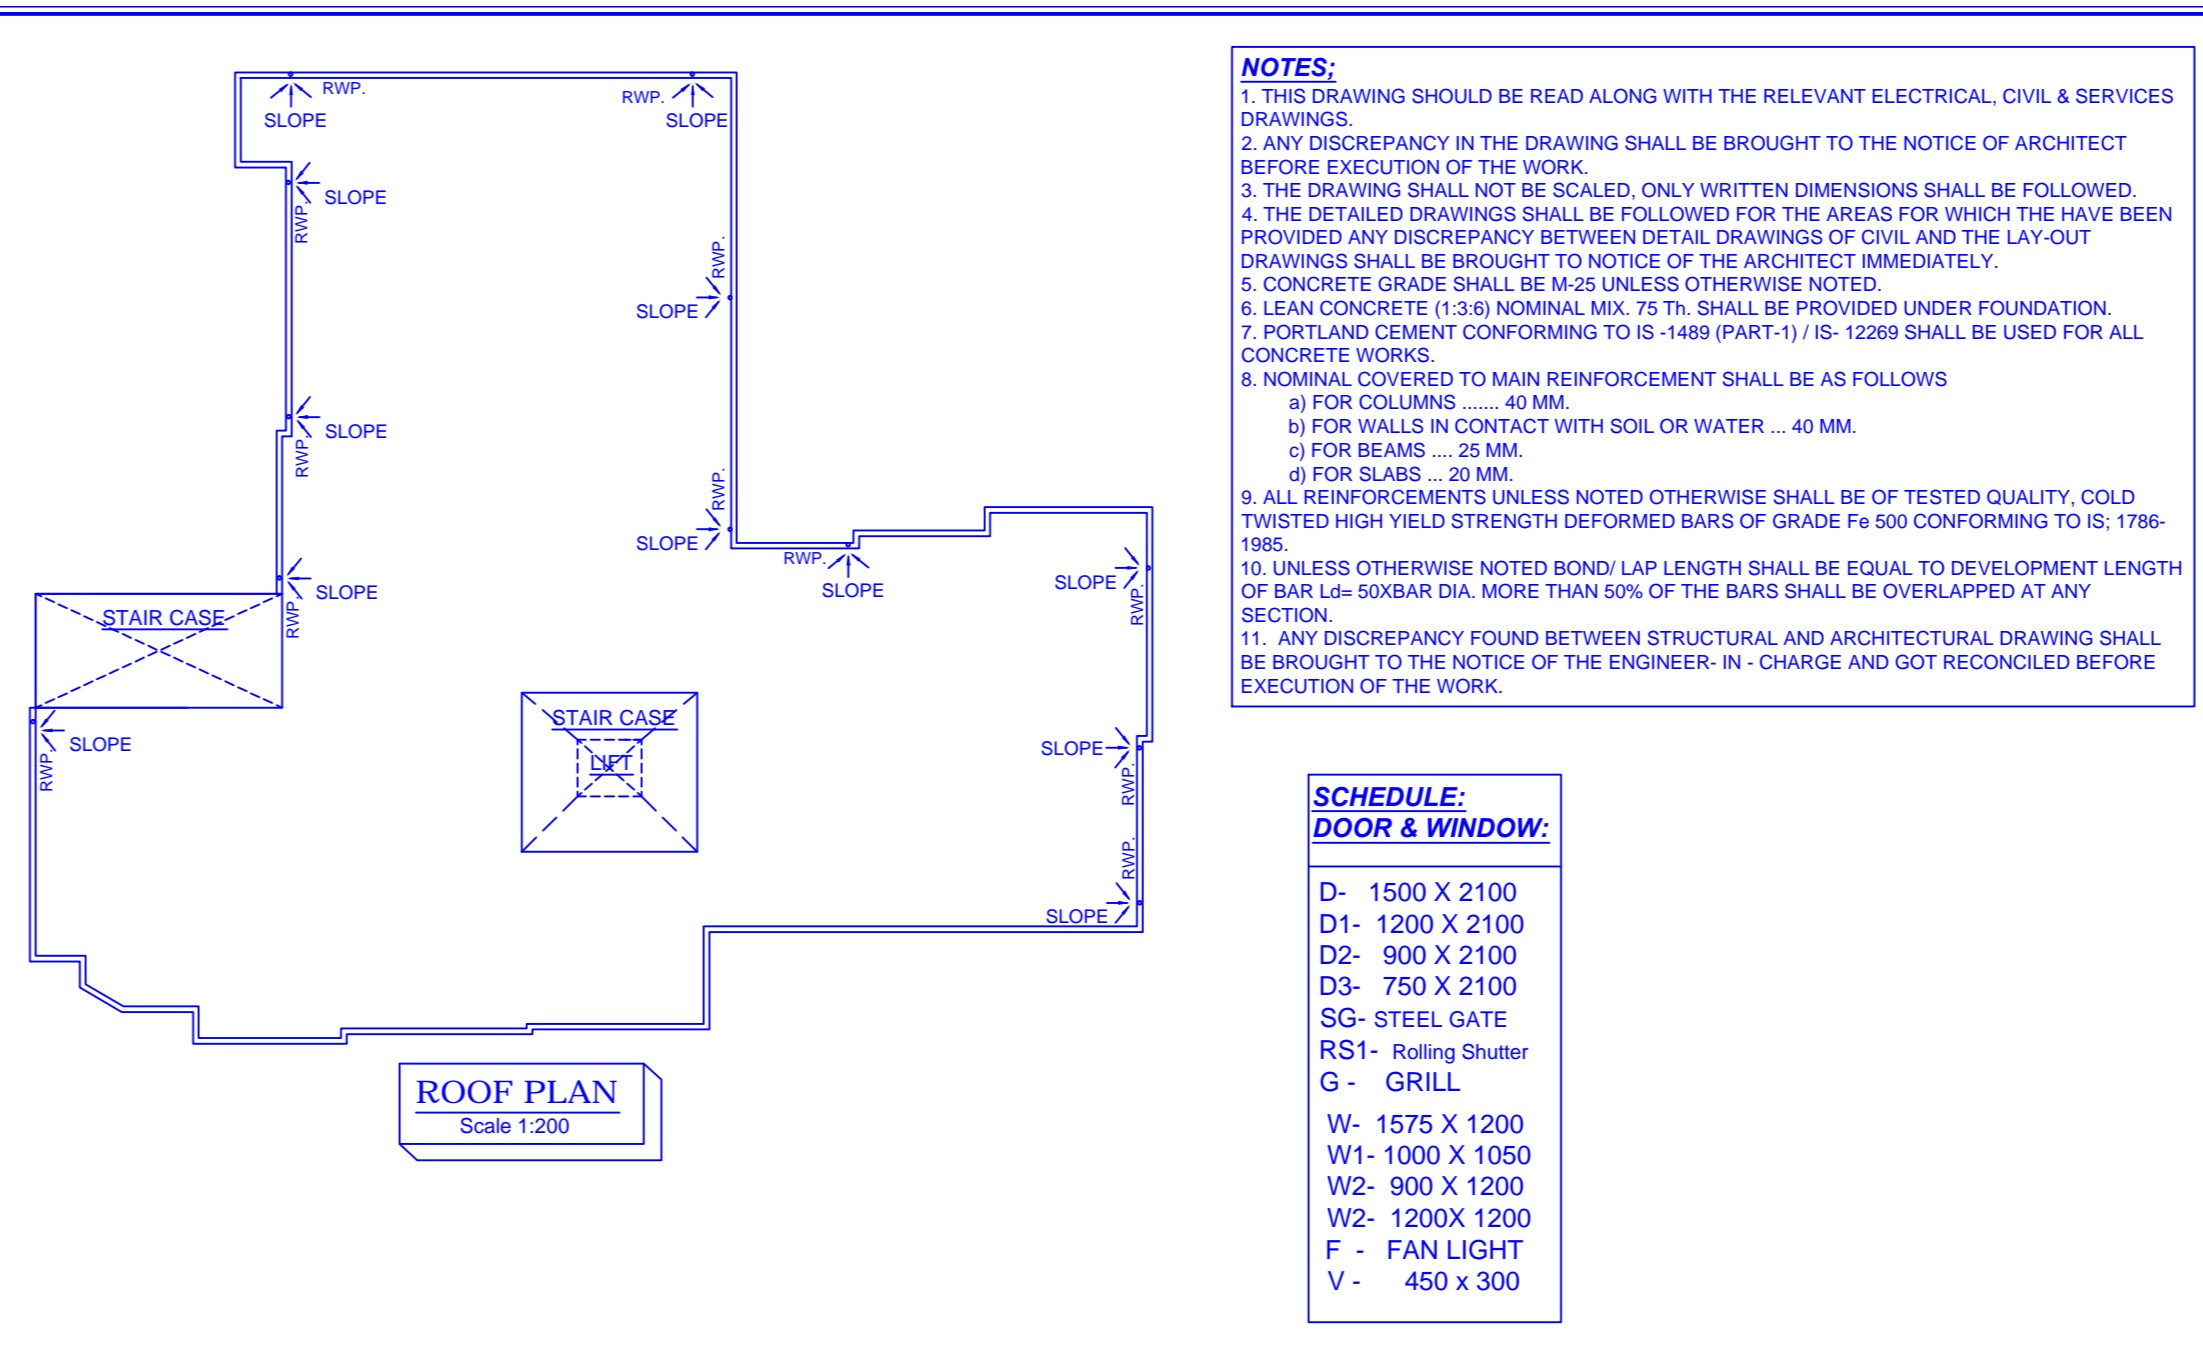 RWP.
RWP.
SLOPE
SLOPE
SLOPE
RWP.
RWP.
SLOPE
SLOPE
RWP.
RWP.
SLOPE
RWP.
SLOPE
SLOPE
SLOPE
RWP.
RWP.
STAIR CASE
SLOPE
RWP.
SLOPE
RWP.
STAIR CASE
LIFT
SLOPE
RWP.
RWP.
SLOPE
ROOF PLAN
Scale 1:200
NOTES;
1. THIS DRAWING SHOULD BE READ ALONG WITH THE RELEVANT ELECTRICAL, CIVIL & SERVICES
DRAWINGS.
2. ANY DISCREPANCY IN THE DRAWING SHALL BE BROUGHT TO THE NOTICE OF ARCHITECT
BEFORE EXECUTION OF THE WORK.
3. THE DRAWING SHALL NOT BE SCALED, ONLY WRITTEN DIMENSIONS SHALL BE FOLLOWED.
4. THE DETAILED DRAWINGS SHALL BE FOLLOWED FOR THE AREAS FOR WHICH THE HAVE BEEN
PROVIDED ANY DISCREPANCY BETWEEN DETAIL DRAWINGS OF CIVIL AND THE LAY-OUT
DRAWINGS SHALL BE BROUGHT TO NOTICE OF THE ARCHITECT IMMEDIATELY.
5. CONCRETE GRADE SHALL BE M-25 UNLESS OTHERWISE NOTED.
6. LEAN CONCRETE (1:3:6) NOMINAL MIX. 75 Th. SHALL BE PROVIDED UNDER FOUNDATION.
7. PORTLAND CEMENT CONFORMING TO IS -1489 (PART-1) / IS- 12269 SHALL BE USED FOR ALL
CONCRETE WORKS.
8. NOMINAL COVERED TO MAIN REINFORCEMENT SHALL BE AS FOLLOWS
a) FOR COLUMNS ....... 40 MM.
b) FOR WALLS IN CONTACT WITH SOIL OR WATER ... 40 MM.
c) FOR BEAMS .... 25 MM.
d) FOR SLABS ... 20 MM.
9. ALL REINFORCEMENTS UNLESS NOTED OTHERWISE SHALL BE OF TESTED QUALITY, COLD
TWISTED HIGH YIELD STRENGTH DEFORMED BARS OF GRADE Fe 500 CONFORMING TO IS; 1786-
1985.
10. UNLESS OTHERWISE NOTED BOND/ LAP LENGTH SHALL BE EQUAL TO DEVELOPMENT LENGTH
OF BAR Ld= 50XBAR DIA. MORE THAN 50% OF THE BARS SHALL BE OVERLAPPED AT ANY
SECTION.
11. ANY DISCREPANCY FOUND BETWEEN STRUCTURAL AND ARCHITECTURAL DRAWING SHALL
BE BROUGHT TO THE NOTICE OF THE ENGINEER- IN - CHARGE AND GOT RECONCILED BEFORE
EXECUTION OF THE WORK.
SCHEDULE:
DOOR & WINDOW:
D- 1500 X 2100
D1- 1200 X 2100
D2- 900 X 2100
D3- 750 X 2100
SG- STEEL GATE
RS1- Rolling Shutter
G - GRILL
W- 1575 X 1200
W1- 1000 X 1050
W2- 900 X 1200
W2- 1200X 1200
F - FAN LIGHT
V - 450 x 300